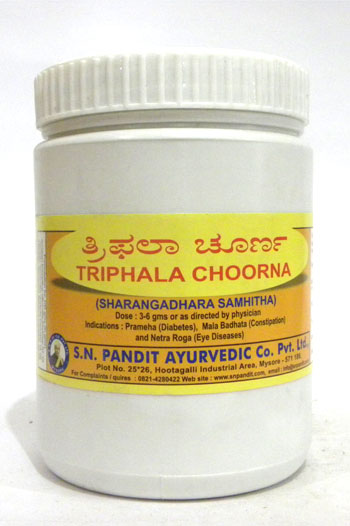 ತ್ರಿಫಲಾ ಚೂರ್ಣ
TRIPHALA CHOORNA
(SHARANGADHARA SAMHITHA)
Dose : 3-6 gms or as directed by physician
Indications : Prameha (Diabetes), Mala Badhata (Constipation)
and Netra Roga (Eye Diseases)
S.N. PANDIT AYURVEDIC Co. Pvt. Ltd.
Plot No. 25*26, Hootagalli Industrial Area, Mysore - 571 186.
For Complaints / quires : 0821-4280422 Web site : www.snpandit.com,